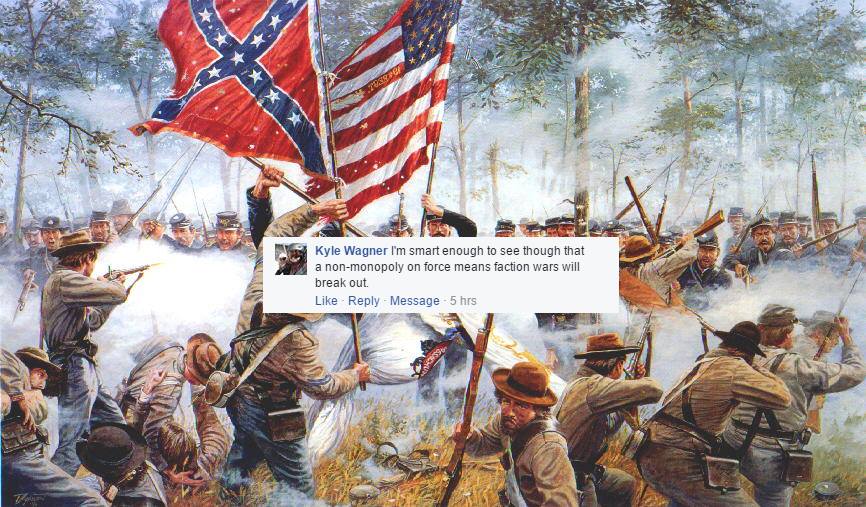 MISSOURI
Kyle Wagner I'm smart enough to see though that
a non-monopoly on force means faction wars will
break out.
Like · Reply · Message · 5 hrs